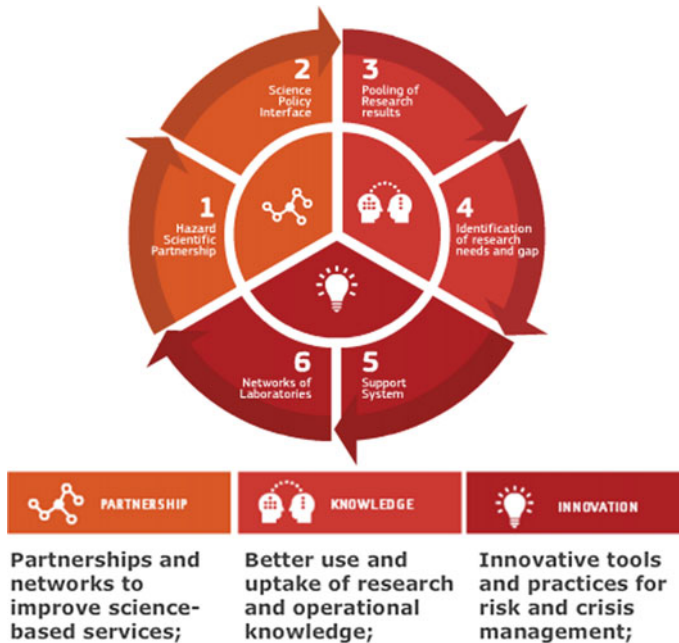 1
Hazard
Scientific
Partnership
2
Science
Policy
Interface
3
Pooling of
Research
results
4
Identification
of research
needs and gap
5
Support
System
6
Networks of
Laboratories
PARTNERSHIP
KNOWLEDGE
INNOVATION
Partnerships and
networks to
improve science-
based services;
Better use and
uptake of research
and operational
knowledge;
Innovative tools
and practices for
risk and crisis
management;